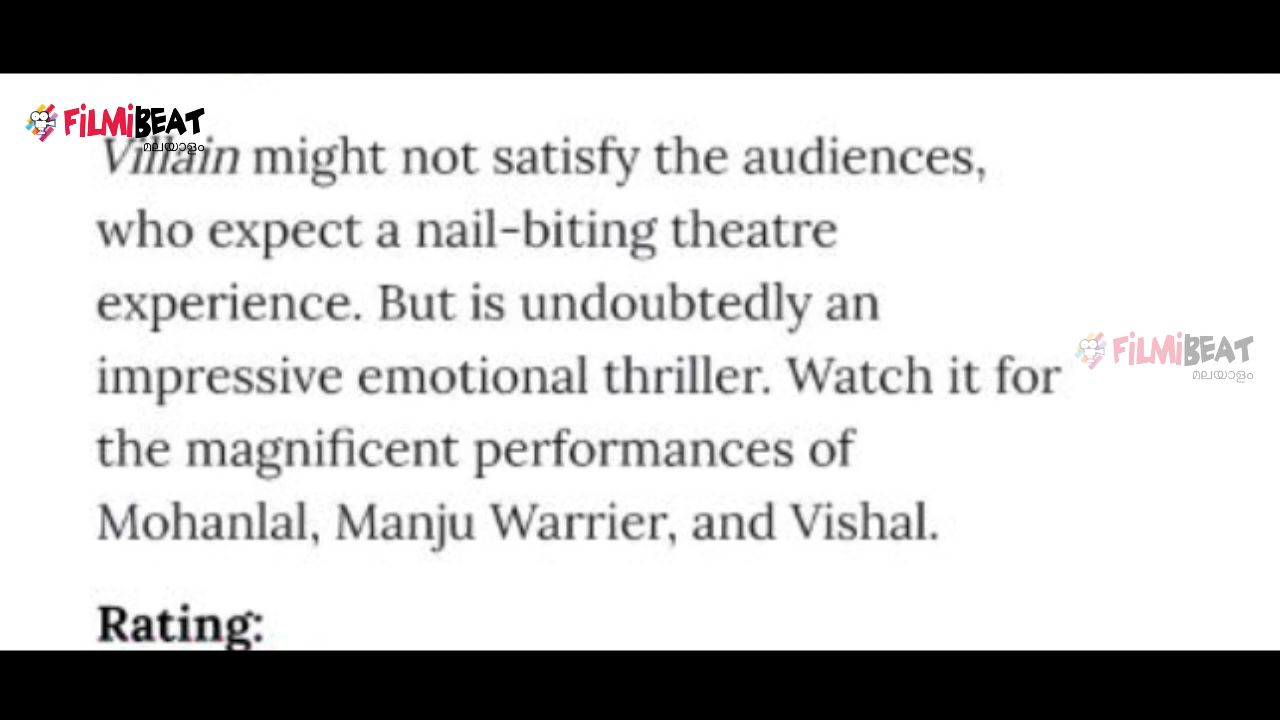 FiLMiBEAT
മലയാളം
Villain might not satisfy the audiences,
who expect a nail-biting theatre
experience. But is undoubtedly an
impressive emotional thriller. Watch it for
the magnificent performances of
Mohanlal, Manju Warrier, and Vishal.
Rating:
FiLMiBEAT
മലയാളം